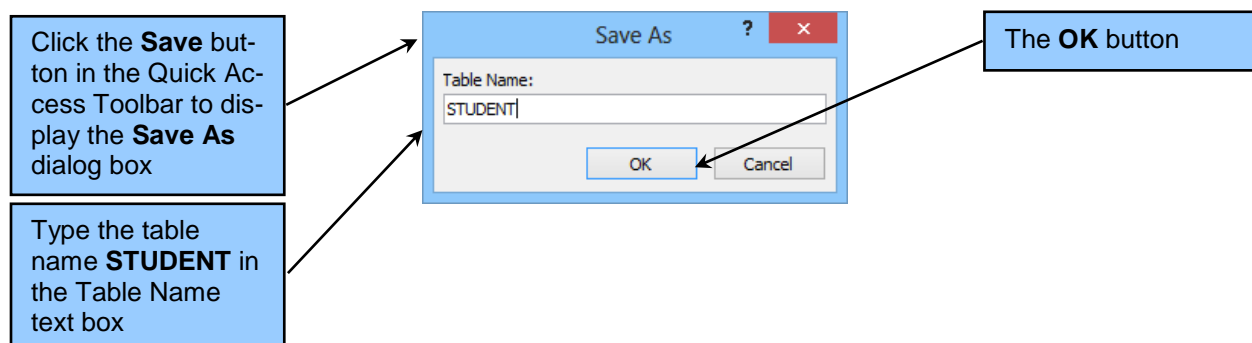 Click the Save but-
ton in the Quick Ac-
cess Toolbar to dis-
play the Save As
dialog box
Type the table
name STUDENT in
the Table Name
text box
Save As ? ×
Table Name:
STUDENT
OK Cancel
The OK button